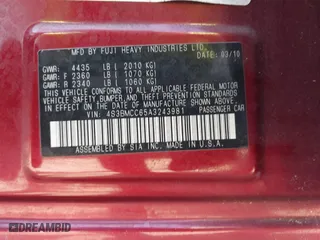 MFD BY FUJI HEAVY INDUSTRIES LTD.
DATE: 03/10
GVWR: 4435 LB ( 2010 KG)
GAWR: F 2360 LB ( 1070 KG)
GAWR: R 2340 LB ( 1060 KG)
THIS VEHICLE CONFORMS TO ALL APPLICABLE FEDERAL MOTOR
VEHICLE SAFETY, BUMPER, AND THEFT PREVENTION STANDARDS
IN EFFECT ON THE DATE OF MANUFACTURE SHOWN ABOVE.
VIN: 4S3BMCC65A3243981
PASSENGER CAR
ASSEMBLED BY SIA INC. MADE IN U.S.A.
DREAMBID